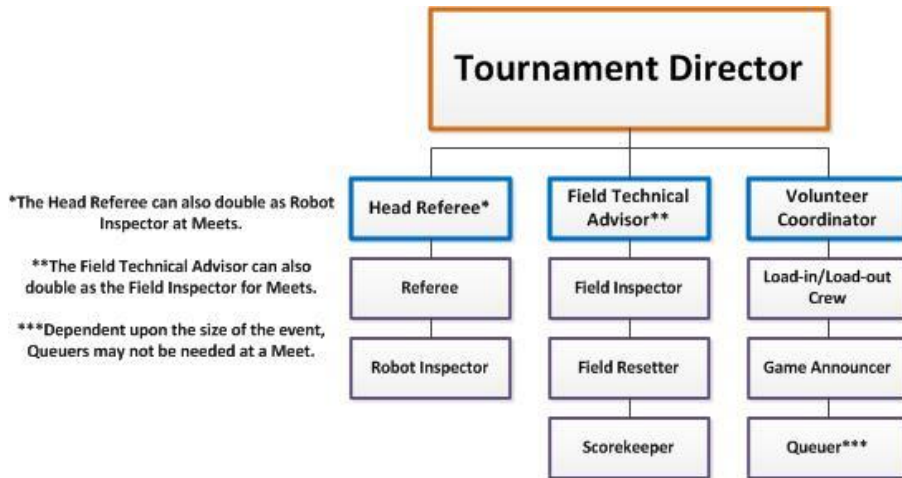 Tournament Director
*The Head Referee can also double as Robot
Inspector at Meets.
**The Field Technical Advisor can also
double as the Field Inspector for Meets.
***Dependent upon the size of the event,
Queuers may not be needed at a Meet.
Head Referee*
Referee
Robot Inspector
Field Technical
Advisor**
Field Inspector
Field Resetter
Scorekeeper
Volunteer
Coordinator
Load-in/Load-out
Crew
Game Announcer
Queuer***